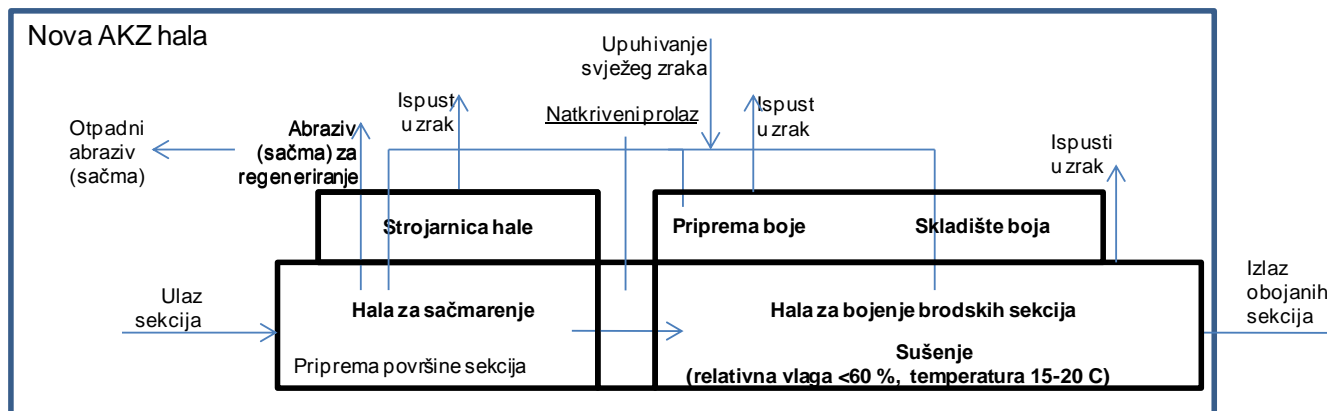 Nova AKZ hala
Upuhivanje
svježeg zraka
Ispust
u zrak
Natkriveni prolaz
Ispust
u zrak
Otpadni
abraziv
(sačma)
Abraziv
(sačma) za
regeneriranje
Ispusti
u zrak
Strojarnica hale
Priprema boje
Skladište boja
Ulaz
sekcija
Hala za sačmarenje
Priprema površine sekcija
Hala za bojenje brodskih sekcija
Sušenje
(relativna vlaga <60 %, temperatura 15-20 C)
Izlaz
obojanih
sekcija